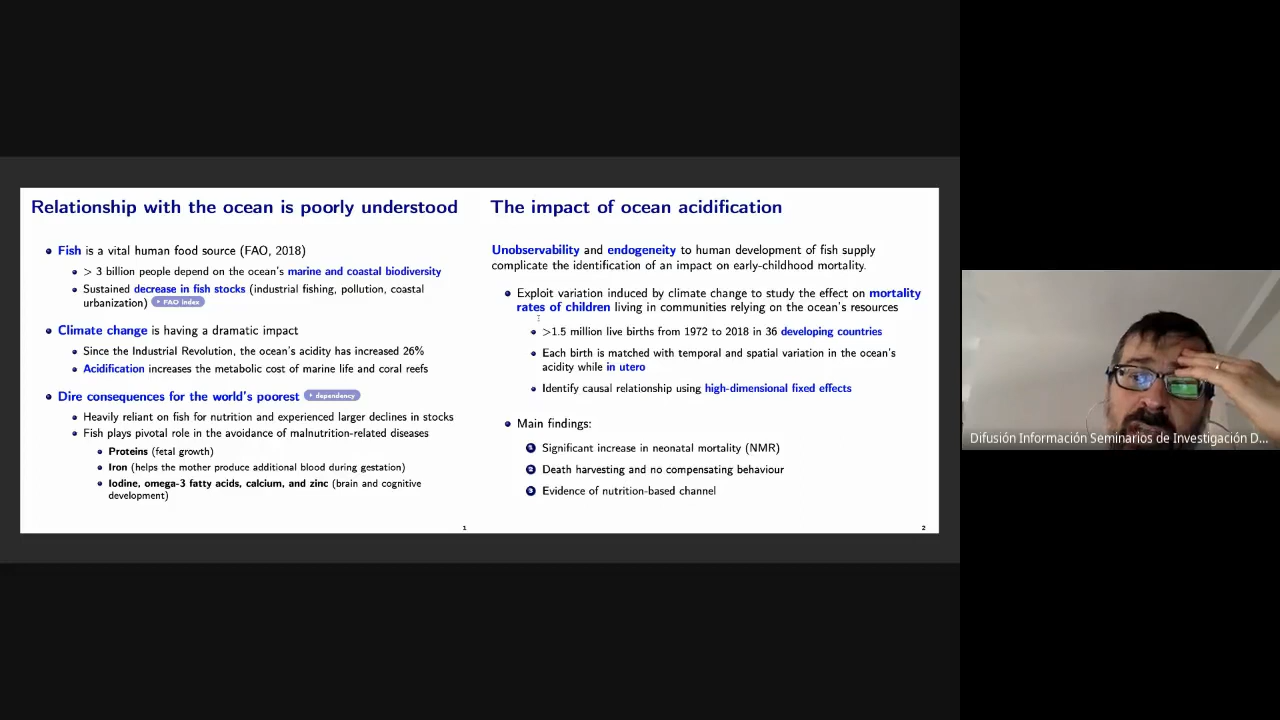 Relationship with the ocean is poorly understood
Fish is a vital human food source (FAO, 2018)
> 3 billion people depend on the ocean's marine and coastal biodiversity
Sustained decrease in fish stocks (industrial fishing, pollution, coastal
urbanization) FAO index
Climate change is having a dramatic impact
Since the Industrial Revolution, the ocean's acidity has increased 26%
Acidification increases the metabolic cost of marine life and coral reefs
Dire consequences for the world's poorest dependency
Heavily reliant on fish for nutrition and experienced larger declines in stocks
Fish plays pivotal role in the avoidance of malnutrition-related diseases
Proteins (fetal growth)
Iron (helps the mother produce additional blood during gestation)
Iodine, omega-3 fatty acids, calcium, and zinc (brain and cognitive
development)
1
The impact of ocean acidification
Unobservability and endogeneity to human development of fish supply
complicate the identification of an impact on early-childhood mortality.
Exploit variation induced by climate change to study the effect on mortality
rates of children living in communities relying on the ocean's resources
>1.5 million live births from 1972 to 2018 in 36 developing countries
Each birth is matched with temporal and spatial variation in the ocean's
acidity while in utero
Identify causal relationship using high-dimensional fixed effects
Main findings:
1 Significant increase in neonatal mortality (NMR)
2 Death harvesting and no compensating behaviour
3 Evidence of nutrition-based channel
2
Difusión Información Seminarios de Investigación D...